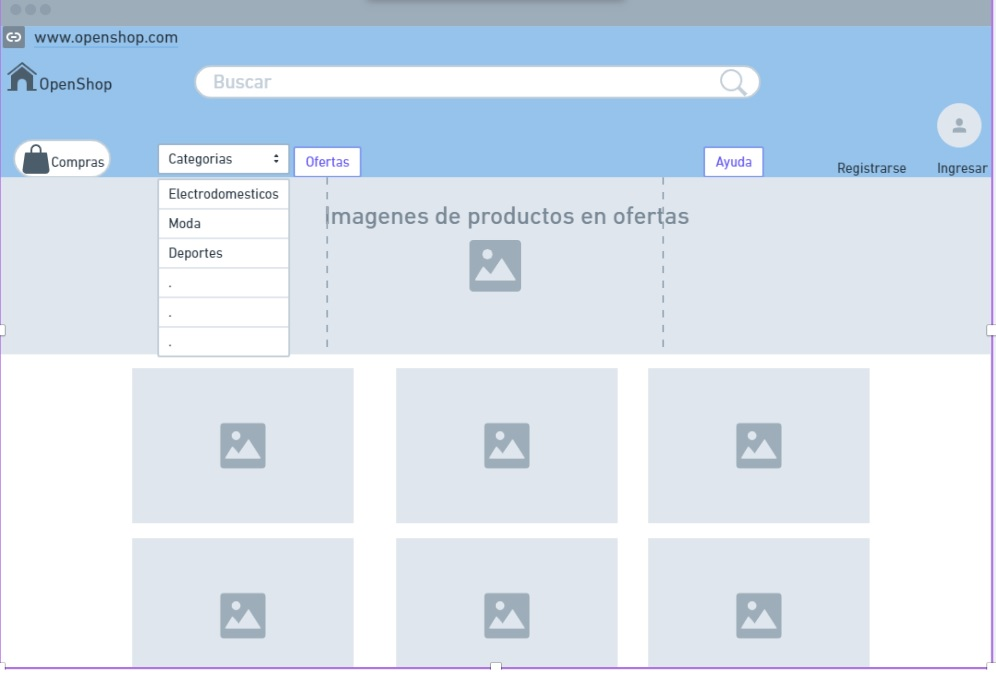 www.openshop.com
OpenShop
Buscar
Compras
Categorias
Ofertas
Ayuda
Registrarse
Ingresar
Electrodomesticos
Moda
Deportes
.
.
.
Imagenes de productos en ofertas